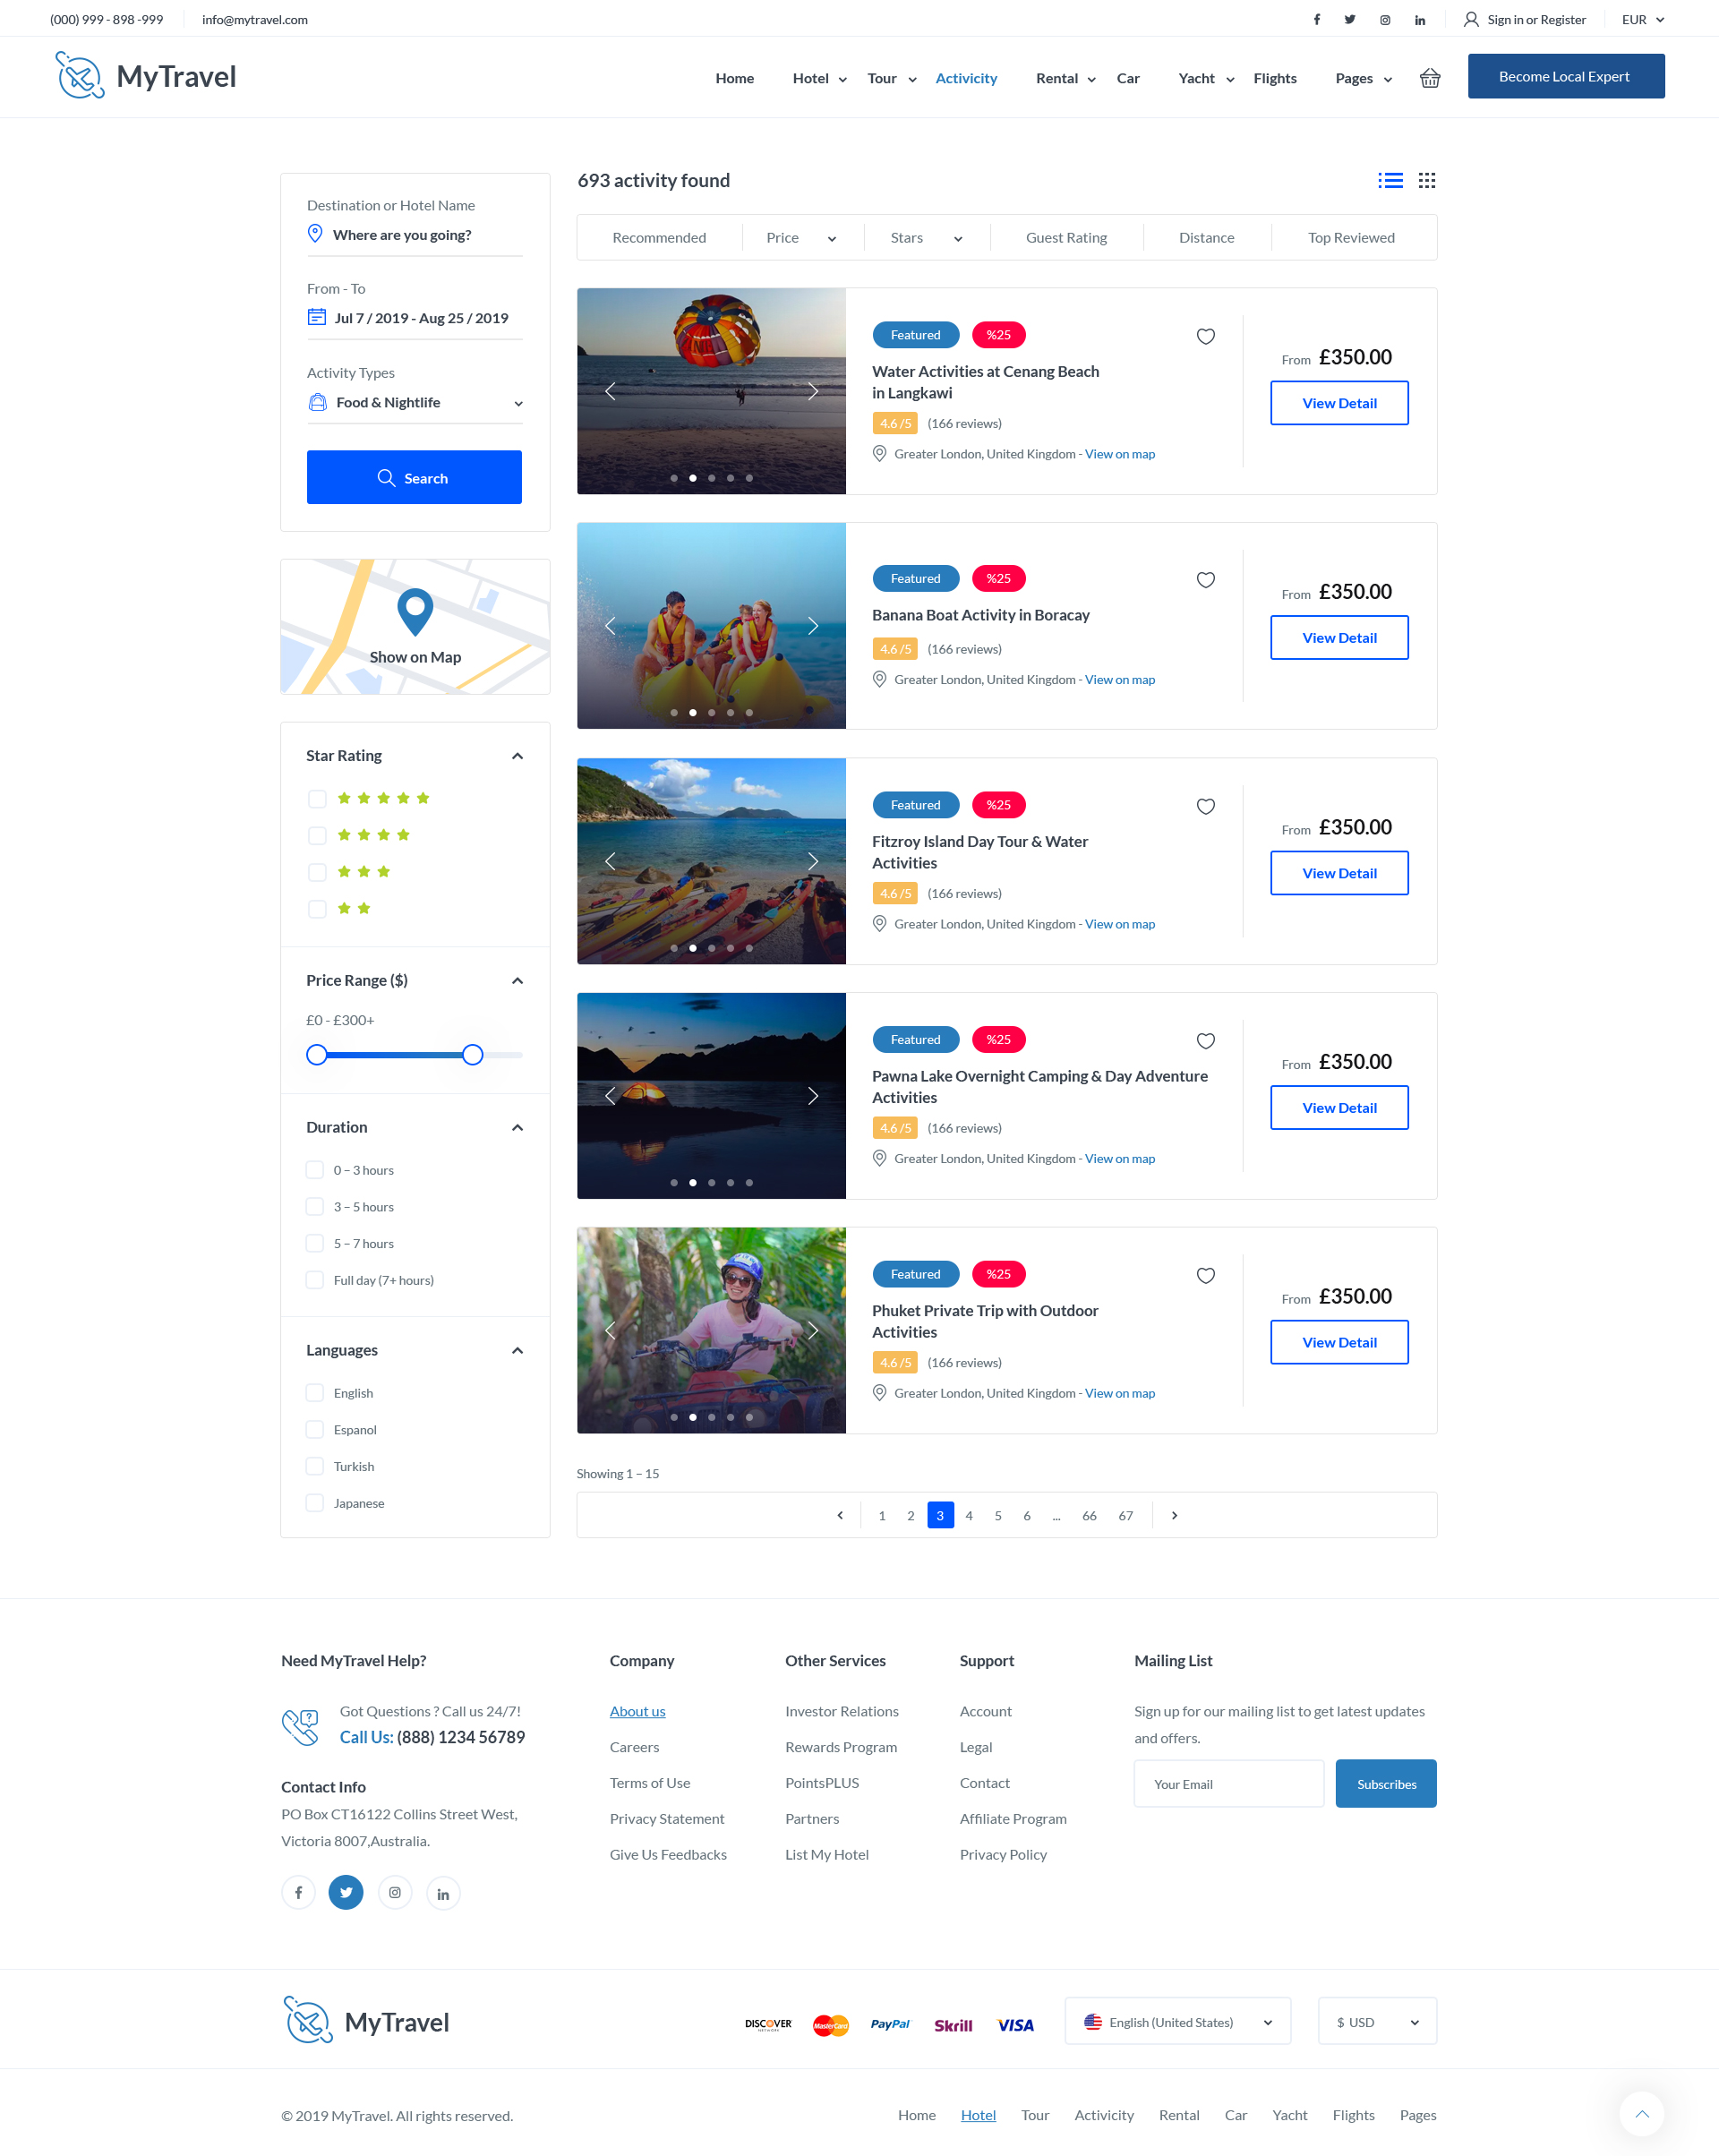 (000) 999 - 898 -999
info@mytravel.com
Sign in or Register
EUR
MyTravel
Home
Hotel
Tour
Activicity
Rental
Car
Yacht
Flights
Pages
Become Local Expert
Destination or Hotel Name
Where are you going?
From - To
Jul 7 / 2019 - Aug 25 / 2019
Activity Types
Food & Nightlife
Search
Show on Map
Star Rating
Price Range ($)
£0 - £300+
Duration
0 – 3 hours
3 – 5 hours
5 – 7 hours
Full day (7+ hours)
Languages
English
Espanol
Turkish
Japanese
693 activity found
Recommended
Price
Stars
Guest Rating
Distance
Top Reviewed
Featured
%25
Water Activities at Cenang Beach
in Langkawi
4.6 /5
(166 reviews)
Greater London, United Kingdom - View on map
From £350.00
View Detail
Featured
%25
Banana Boat Activity in Boracay
4.6 /5
(166 reviews)
Greater London, United Kingdom - View on map
From £350.00
View Detail
Featured
%25
Fitzroy Island Day Tour & Water
Activities
4.6 /5
(166 reviews)
Greater London, United Kingdom - View on map
From £350.00
View Detail
Featured
%25
Pawna Lake Overnight Camping & Day Adventure
Activities
4.6 /5
(166 reviews)
Greater London, United Kingdom - View on map
From £350.00
View Detail
Featured
%25
Phuket Private Trip with Outdoor
Activities
4.6 /5
(166 reviews)
Greater London, United Kingdom - View on map
From £350.00
View Detail
Showing 1 – 15
1 2 3 4 5 6 ... 66 67
Need MyTravel Help?
Got Questions ? Call us 24/7!
Call Us: (888) 1234 56789
Contact Info
PO Box CT16122 Collins Street West,
Victoria 8007,Australia.
Company
About us
Careers
Terms of Use
Privacy Statement
Give Us Feedbacks
Other Services
Investor Relations
Rewards Program
PointsPLUS
Partners
List My Hotel
Support
Account
Legal
Contact
Affiliate Program
Privacy Policy
Mailing List
Sign up for our mailing list to get latest updates
and offers.
Your Email
Subscribes
MyTravel
DISCOVER
NETWORK
MasterCard
PayPal
Skrill
VISA
English (United States)
$ USD
© 2019 MyTravel. All rights reserved.
Home
Hotel
Tour
Activicity
Rental
Car
Yacht
Flights
Pages